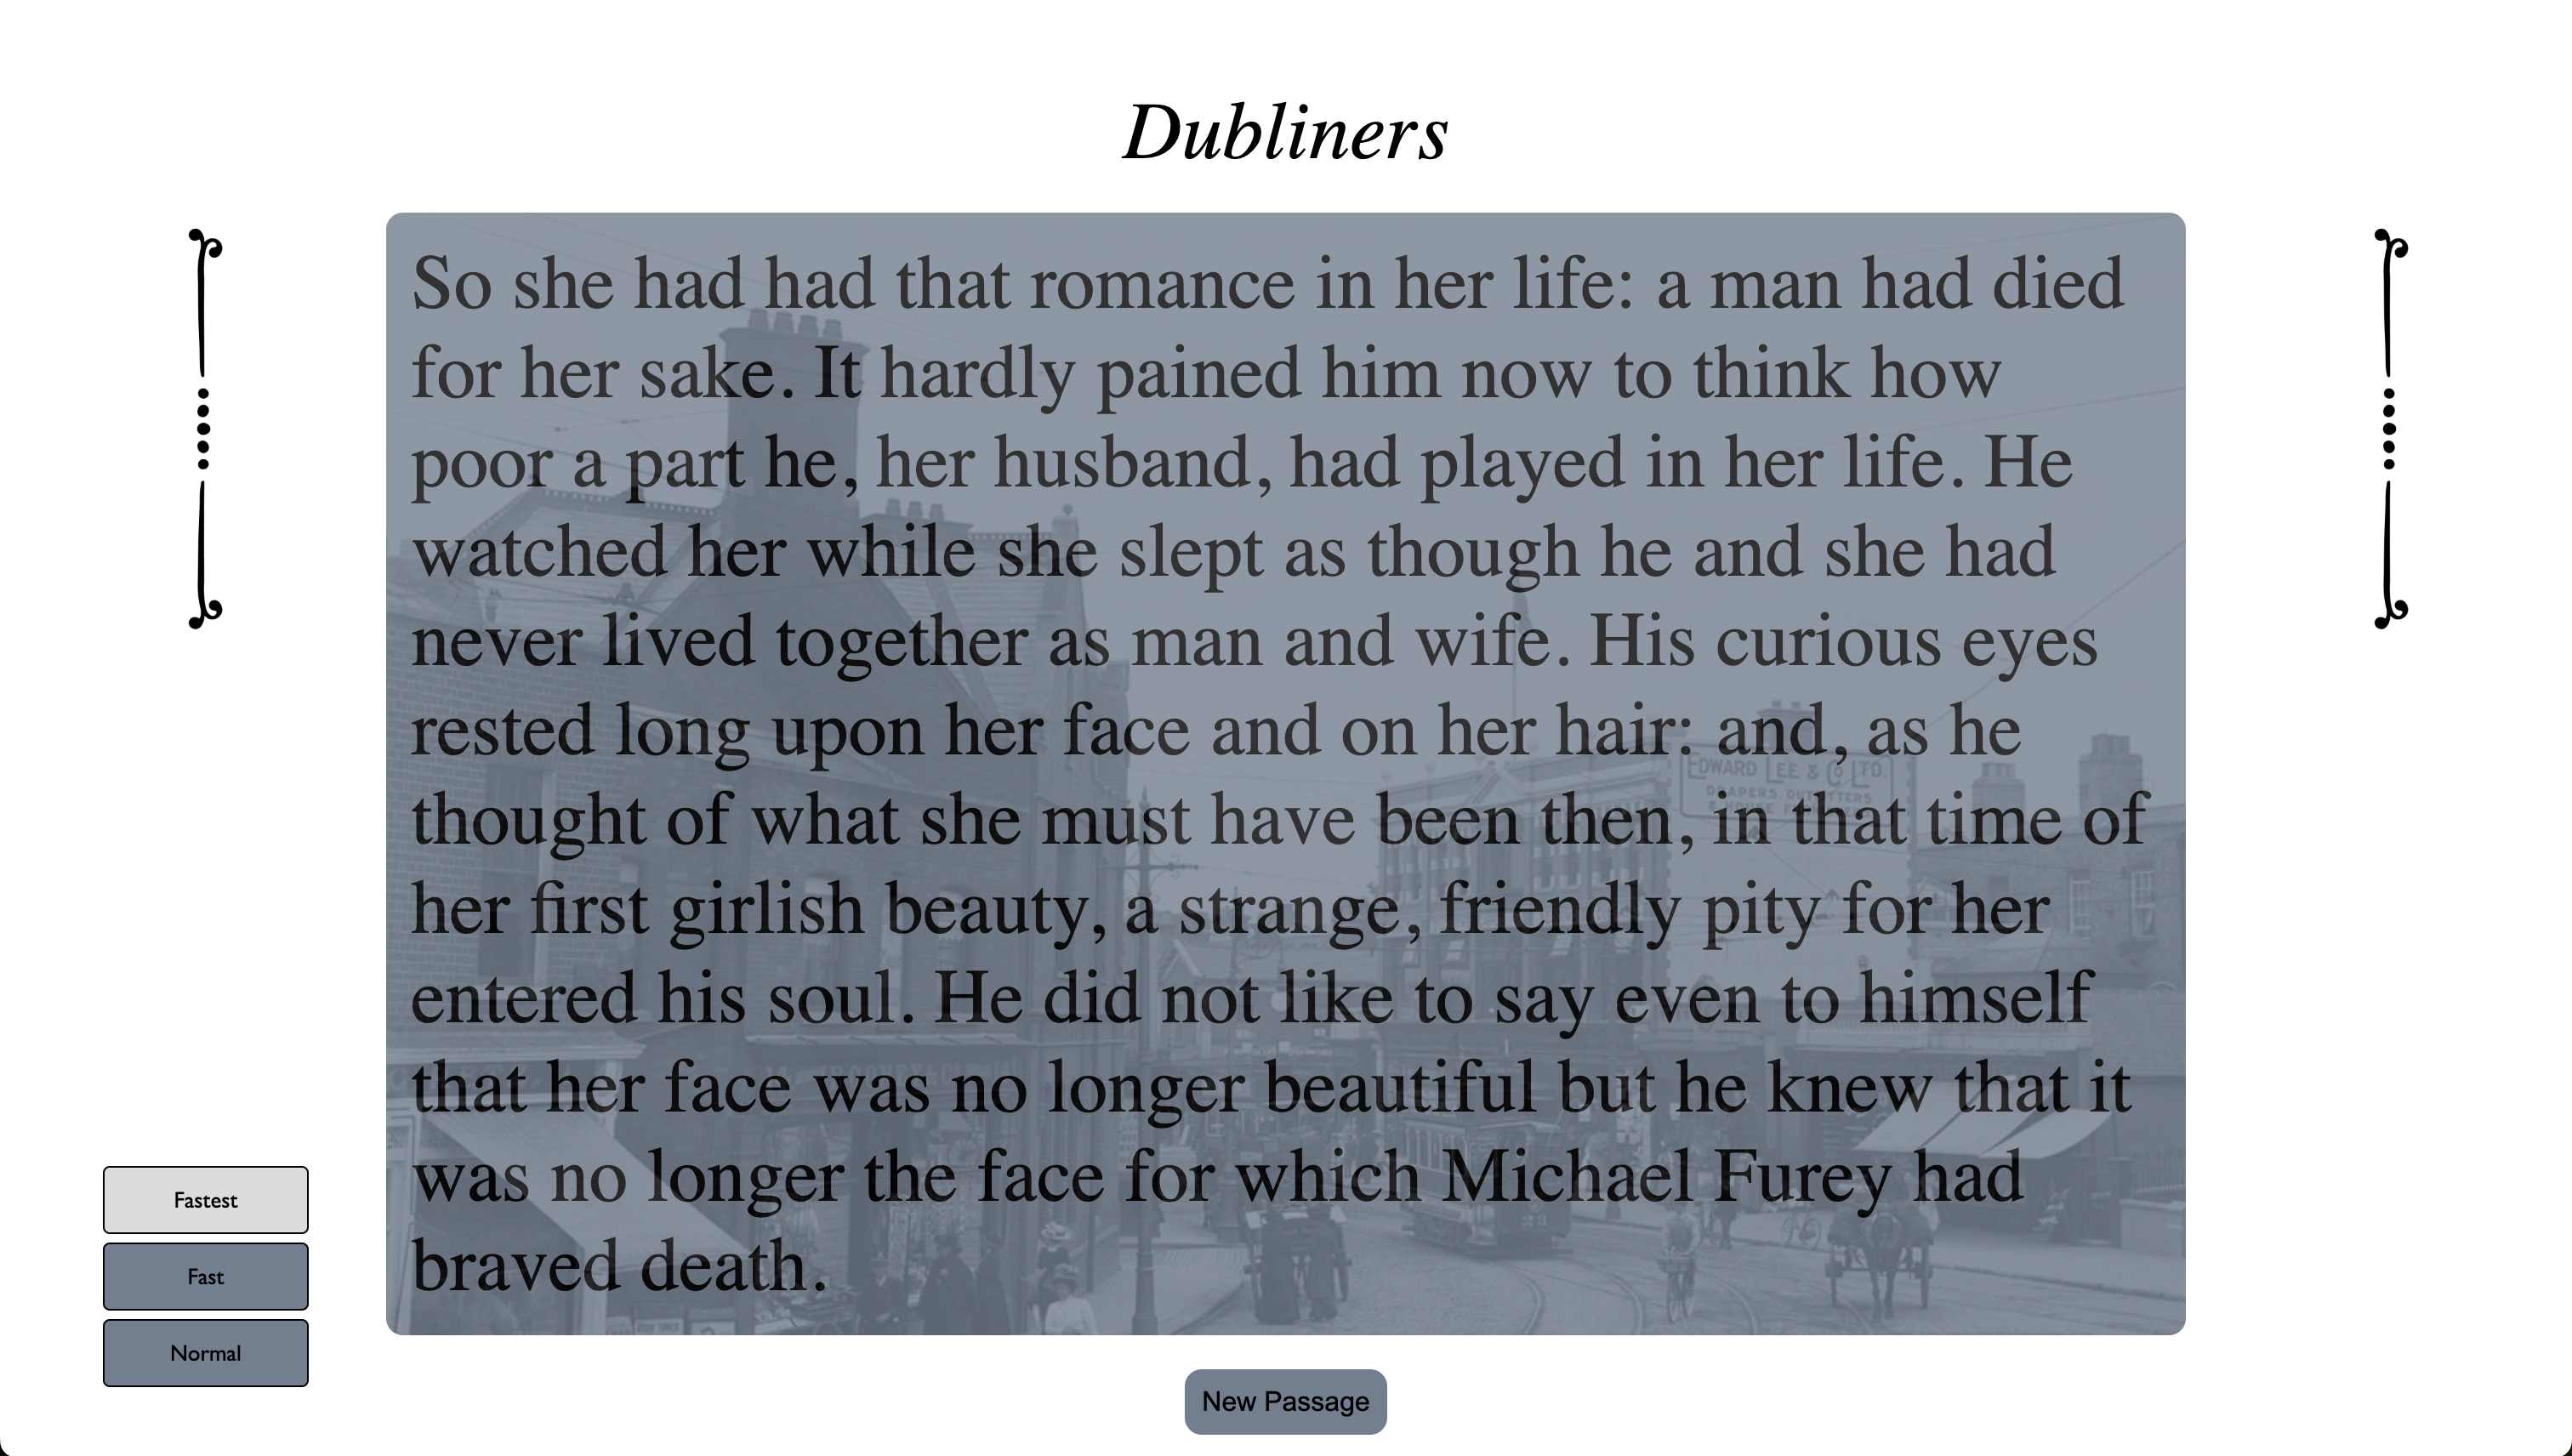 Dubliners
So she had had that romance in her life: a man had died
for her sake. It hardly pained him now to think how
poor a part he, her husband, had played in her life. He
watched her while she slept as though he and she had
never lived together as man and wife. His curious eyes
rested long upon her face and on her hair: and, as he
thought of what she must have been then, in that time of
her first girlish beauty, a strange, friendly pity for her
entered his soul. He did not like to say even to himself
that her face was no longer beautiful but he knew that it
was no longer the face for which Michael Furey had
braved death.
EDWARD LEE & CO LTD.
DRAPERS, OUTFITTERS
23
Fastest
Fast
Normal
New Passage